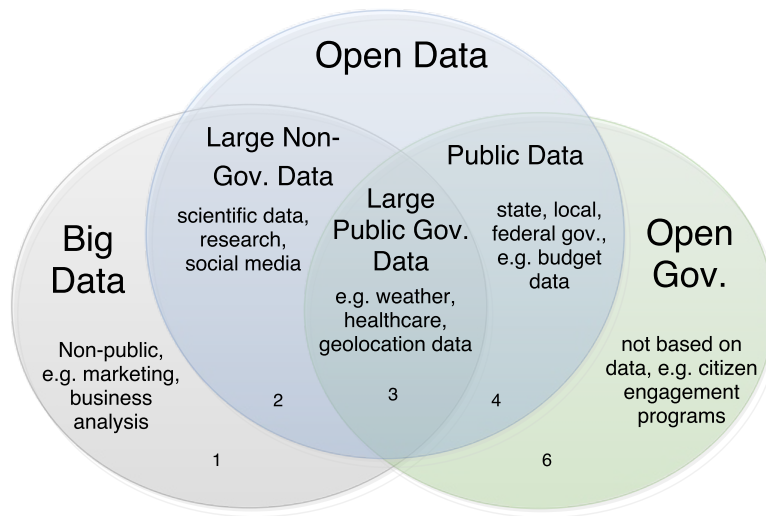 Open Data
Large Non-
Gov. Data
scientific data,
research,
social media
Large
Public Gov.
Data
e.g. weather,
healthcare,
geolocation data
Public Data
state, local,
federal gov.,
e.g. budget
data
Big
Data
Non-public,
e.g. marketing,
business
analysis
Open
Gov.
not based on
data, e.g. citizen
engagement
programs
1
2
3
4
6